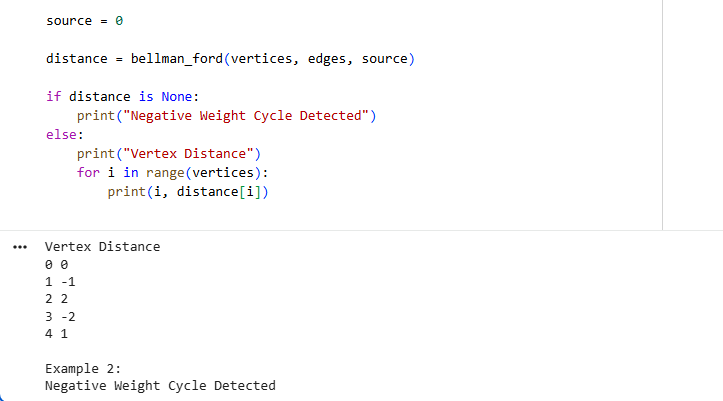 source = 0
distance = bellman_ford(vertices, edges, source)
if distance is None:
    print("Negative Weight Cycle Detected")
else:
    print("Vertex Distance")
    for i in range(vertices):
        print(i, distance[i])
Vertex Distance
0 0
1 -1
2 2
3 -2
4 1
Example 2:
Negative Weight Cycle Detected